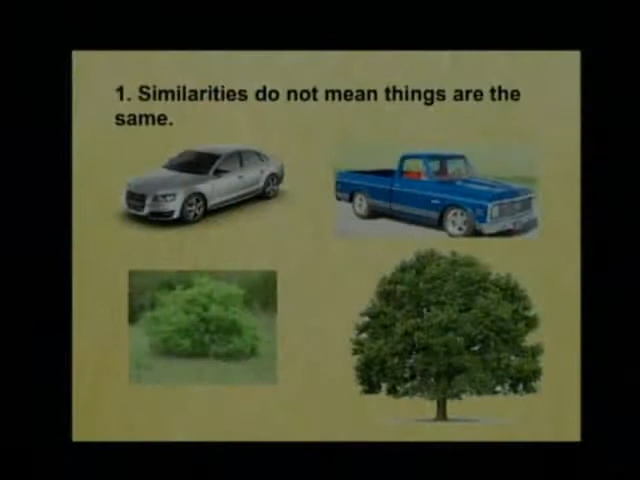 1. Similarities do not mean things are the
same.